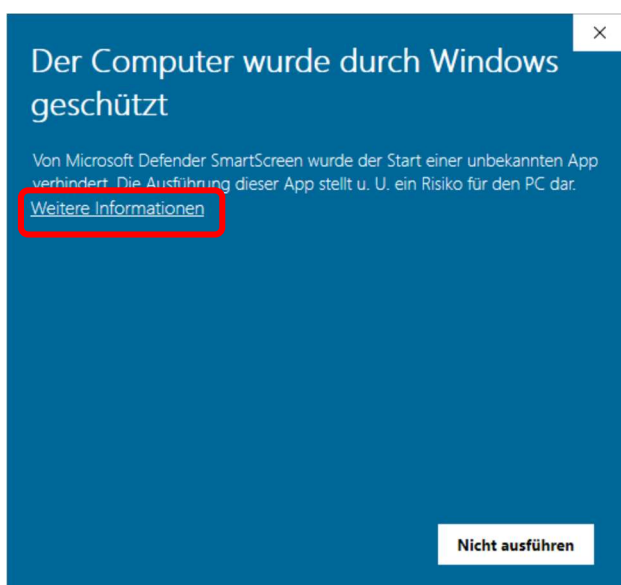 Der Computer wurde durch Windows
geschützt
Von Microsoft Defender SmartScreen wurde der Start einer unbekannten App
verhindert. Die Ausführung dieser App stellt u. U. ein Risiko für den PC dar.
Weitere Informationen
Nicht ausführen